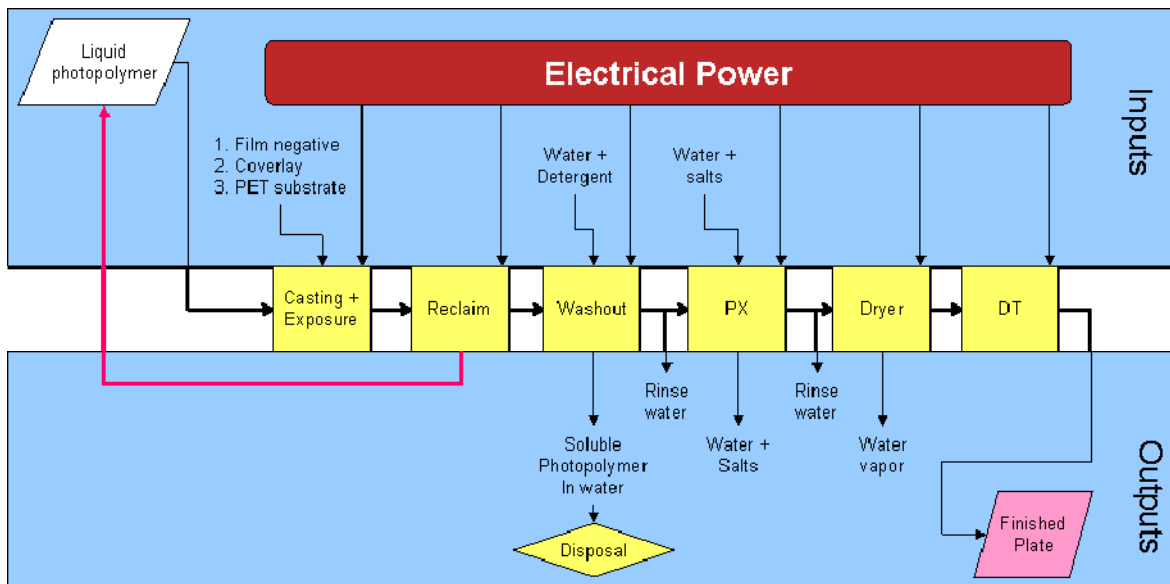 Liquid
photopolymer
Electrical Power
Inputs
1. Film negative
2. Coverlay
3. PET substrate
Water +
Detergent
Water +
salts
Casting +
Exposure
Reclaim
Washout
PX
Dryer
DT
Rinse
water
Rinse
water
Soluble
Photopolymer
In water
Water +
Salts
Water
vapor
Outputs
Disposal
Finished
Plate